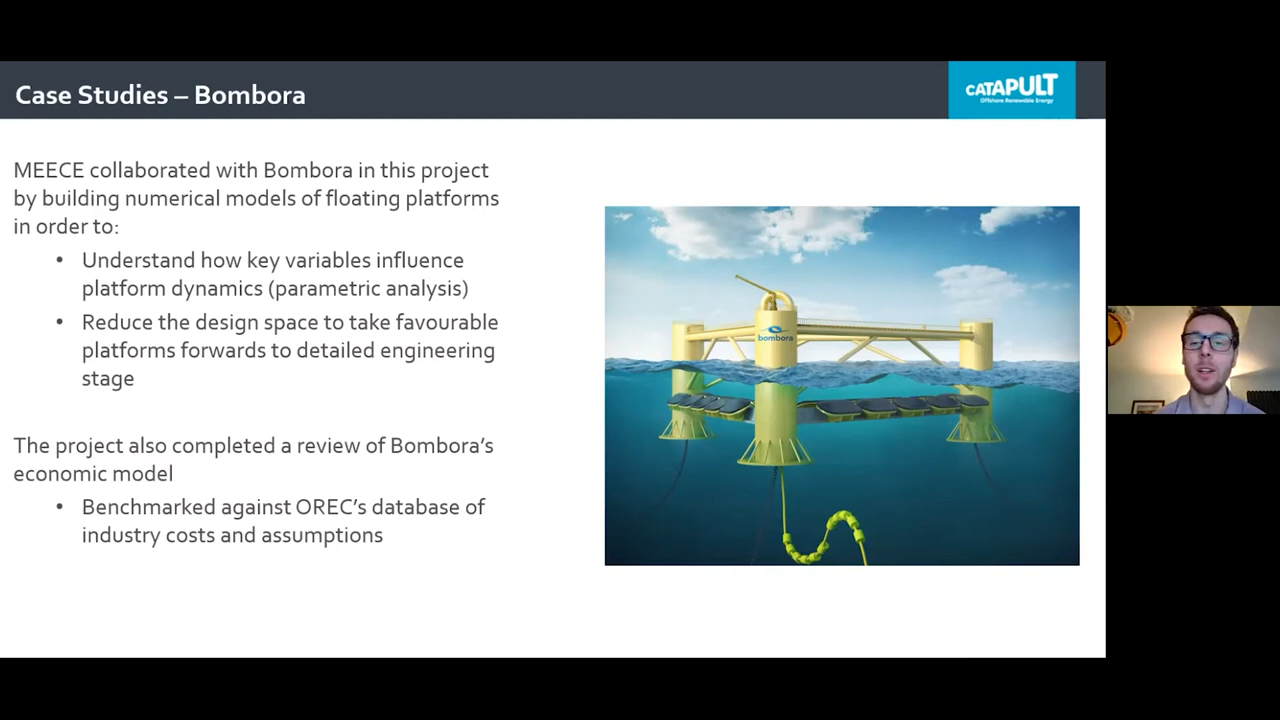 Case Studies – Bombora
CATAPULT
Offshore Renewable Energy
MEECE collaborated with Bombora in this project
by building numerical models of floating platforms
in order to:
• Understand how key variables influence
platform dynamics (parametric analysis)
• Reduce the design space to take favourable
platforms forwards to detailed engineering
stage
The project also completed a review of Bombora’s
economic model
• Benchmarked against OREC’s database of
industry costs and assumptions
bombora